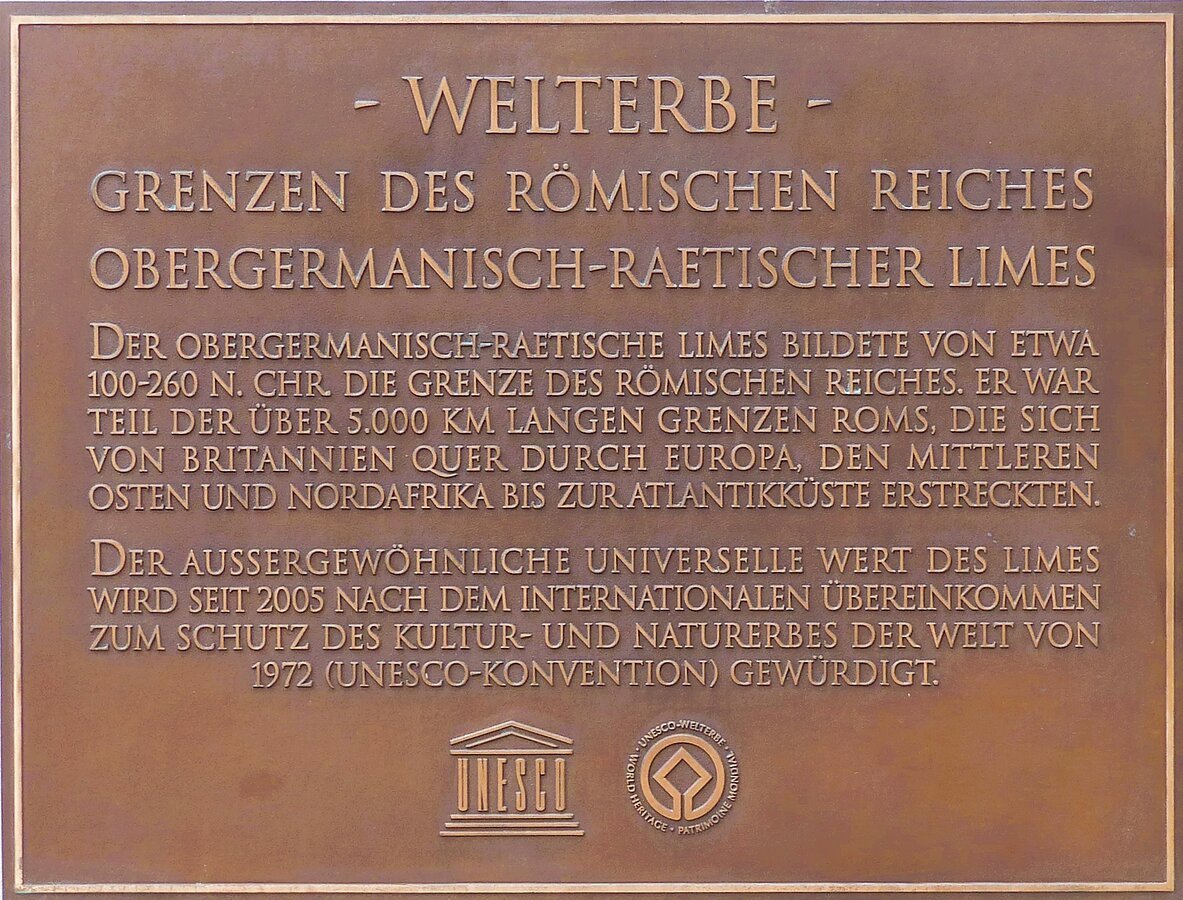 - WELTERBE -
GRENZEN DES RÖMISCHEN REICHES
OBERGERMANISCH-RAETISCHER LIMES
DER OBERGERMANISCH-RAETISCHE LIMES BILDETE VON ETWA
100-260 N. CHR. DIE GRENZE DES RÖMISCHEN REICHES. ER WAR
TEIL DER ÜBER 5.000 KM LANGEN GRENZEN ROMS, DIE SICH
VON BRITANNIEN QUER DURCH EUROPA, DEN MITTLEREN
OSTEN UND NORDAFRIKA BIS ZUR ATLANTIKKÜSTE ERSTRECKTEN.
DER AUSSERGEWÖHNLICHE UNIVERSELLE WERT DES LIMES
WIRD SEIT 2005 NACH DEM INTERNATIONALEN ÜBEREINKOMMEN
ZUM SCHUTZ DES KULTUR- UND NATURERBES DER WELT VON
1972 (UNESCO-KONVENTION) GEWÜRDIGT.
UNESCO
UNESCO-WELTERBE • WORLD HERITAGE • PATRIMOINE MONDIAL •